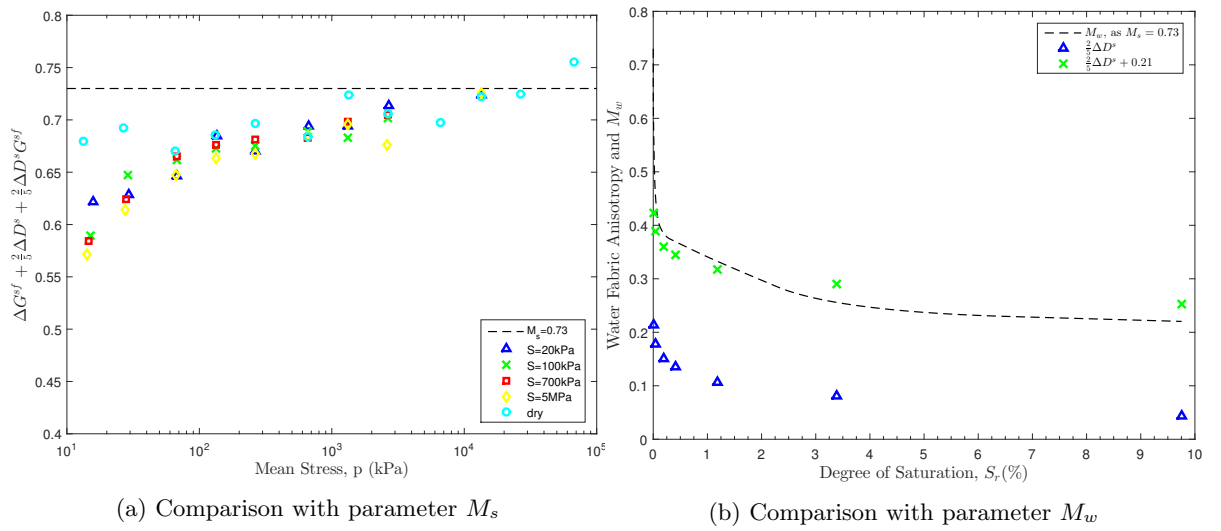 0.8
0.75
0.7
0.65
0.6
0.55
0.5
0.45
0.4
10^1
10^2
10^3
10^4
10^5
Mean Stress, p (kPa)
ΔG^{sf} + \frac{2}{5}ΔD^s + \frac{2}{5}ΔD^sG^{sf}
M_s=0.73
S=20kPa
S=100kPa
S=700kPa
S=5MPa
dry
(a) Comparison with parameter M_s
0.8
0.7
0.6
0.5
0.4
0.3
0.2
0.1
0
0
1
2
3
4
5
6
7
8
9
10
Degree of Saturation, S_r(%)
Water Fabric Anisotropy and M_w
M_w, as M_s = 0.73
\frac{2}{5}ΔD^s
\frac{2}{5}ΔD^s + 0.21
(b) Comparison with parameter M_w